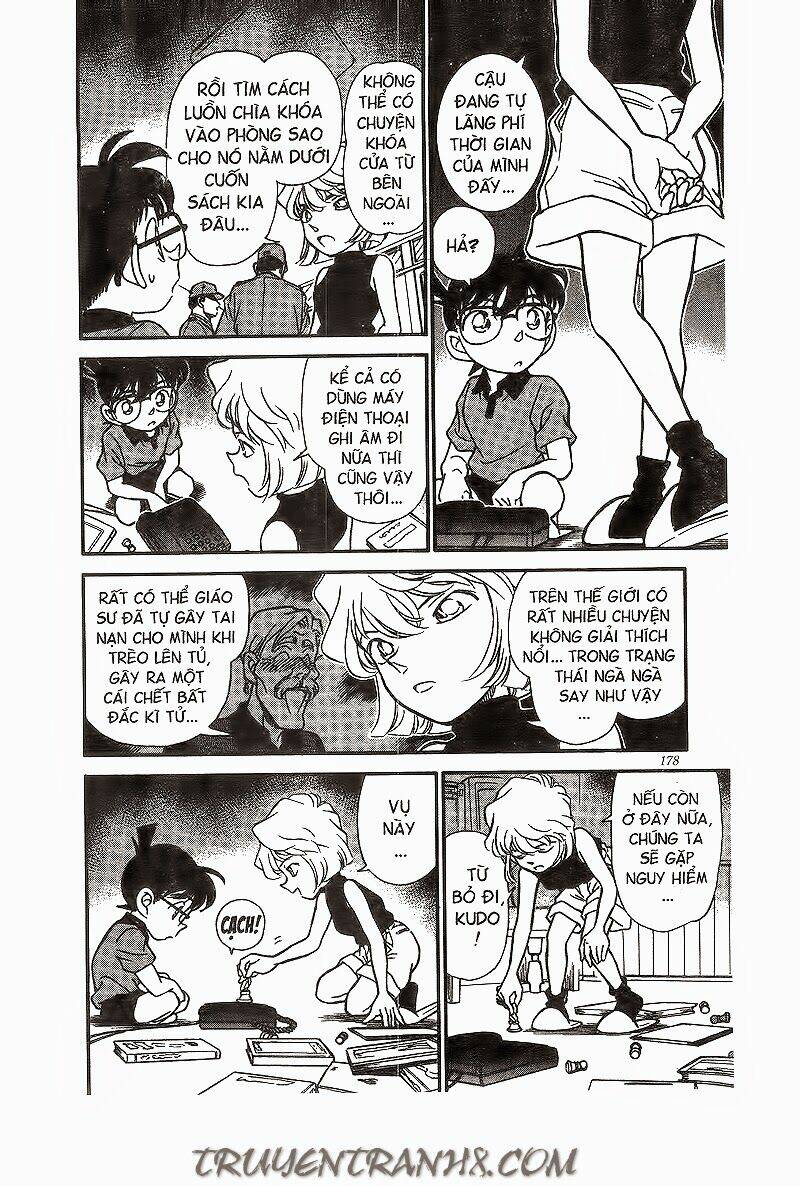 CẬU
ĐANG TỰ
LÃNG PHÍ
THỜI GIAN
CỦA MÌNH
ĐẤY...
HẢ?
KHÔNG
THỂ CÓ
CHUYỆN
KHÓA
CỬA TỪ
BÊN
NGOÀI
...
RỒI TÌM CÁCH
LUỒN CHÌA KHÓA
VÀO PHÒNG SAO
CHO NÓ NẰM DƯỚI
CUỐN
SÁCH KIA
ĐÂU...
KỂ CẢ CÓ
DÙNG MÁY
ĐIỆN THOẠI
GHI ÂM ĐI
NỮA THÌ
CŨNG VẬY
THÔI...
TRÊN THẾ GIỚI CÓ
RẤT NHIỀU CHUYỆN
KHÔNG GIẢI THÍCH
NỔI... TRONG TRẠNG
THÁI NGÀ NGÀ
SAY NHƯ VẬY
...
RẤT CÓ THỂ GIÁO
SƯ ĐÃ TỰ GÂY TAI
NẠN CHO MÌNH KHI
TRÈO LÊN TỦ,
GÂY RA MỘT
CÁI CHẾT BẤT
ĐẮC KÌ TỬ...
178
NẾU CÒN
Ở ĐÂY NỮA,
CHÚNG TA
SẼ GẶP
NGUY HIỂM
...
TỪ
BỎ ĐI,
KUDO
!
VỤ
NÀY
...
CẠCH!
TRUYENTRANH8.COM